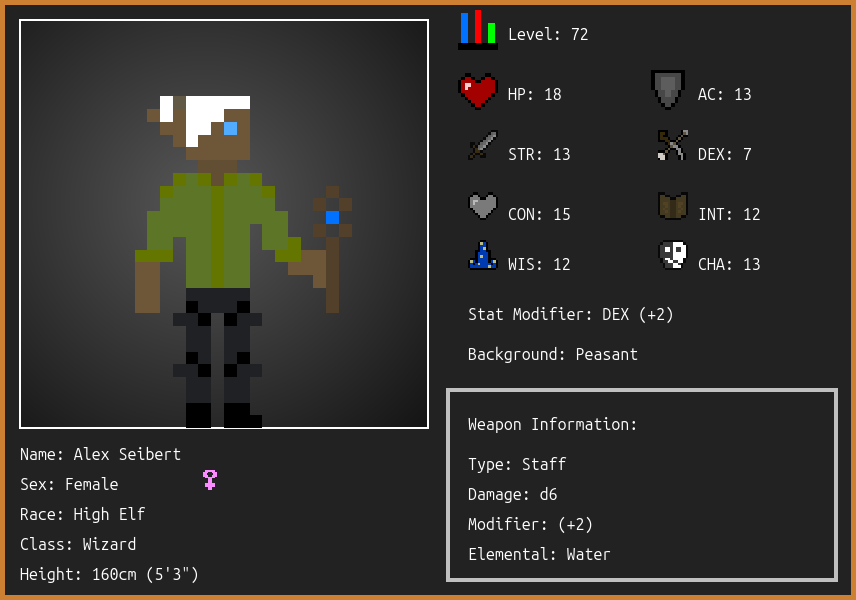 Level: 72
HP: 18
AC: 13
STR: 13
DEX: 7
CON: 15
INT: 12
WIS: 12
CHA: 13
Stat Modifier: DEX (+2)
Background: Peasant
Weapon Information:
Type: Staff
Damage: d6
Modifier: (+2)
Elemental: Water
Name: Alex Seibert
Sex: Female
Race: High Elf
Class: Wizard
Height: 160cm (5'3")